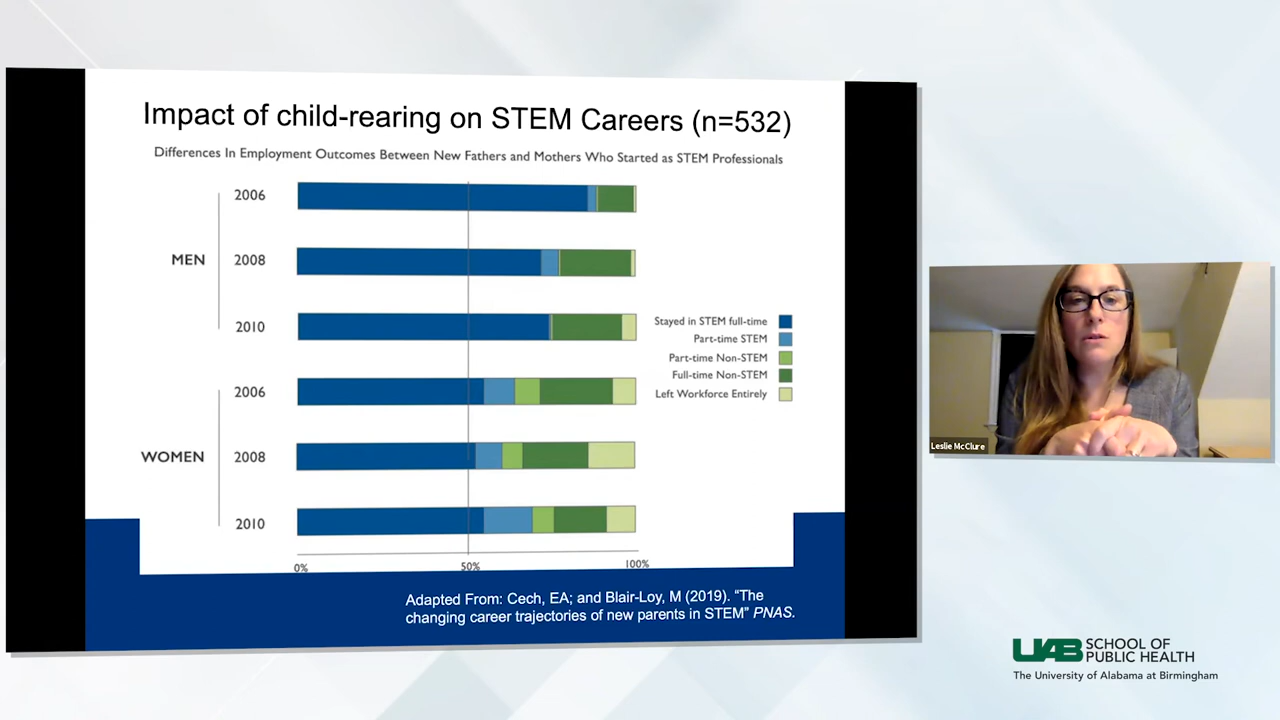 Impact of child-rearing on STEM Careers (n=532)
Differences In Employment Outcomes Between New Fathers and Mothers Who Started as STEM Professionals
MEN
2006
2008
2010
WOMEN
2006
2008
2010
0% 50% 100%
Stayed in STEM full-time
Part-time STEM
Part-time Non-STEM
Full-time Non-STEM
Left Workforce Entirely
Adapted From: Cech, EA; and Blair-Loy, M (2019). “The
changing career trajectories of new parents in STEM” PNAS.
Leslie McClure
UAB SCHOOL OF
PUBLIC HEALTH
The University of Alabama at Birmingham